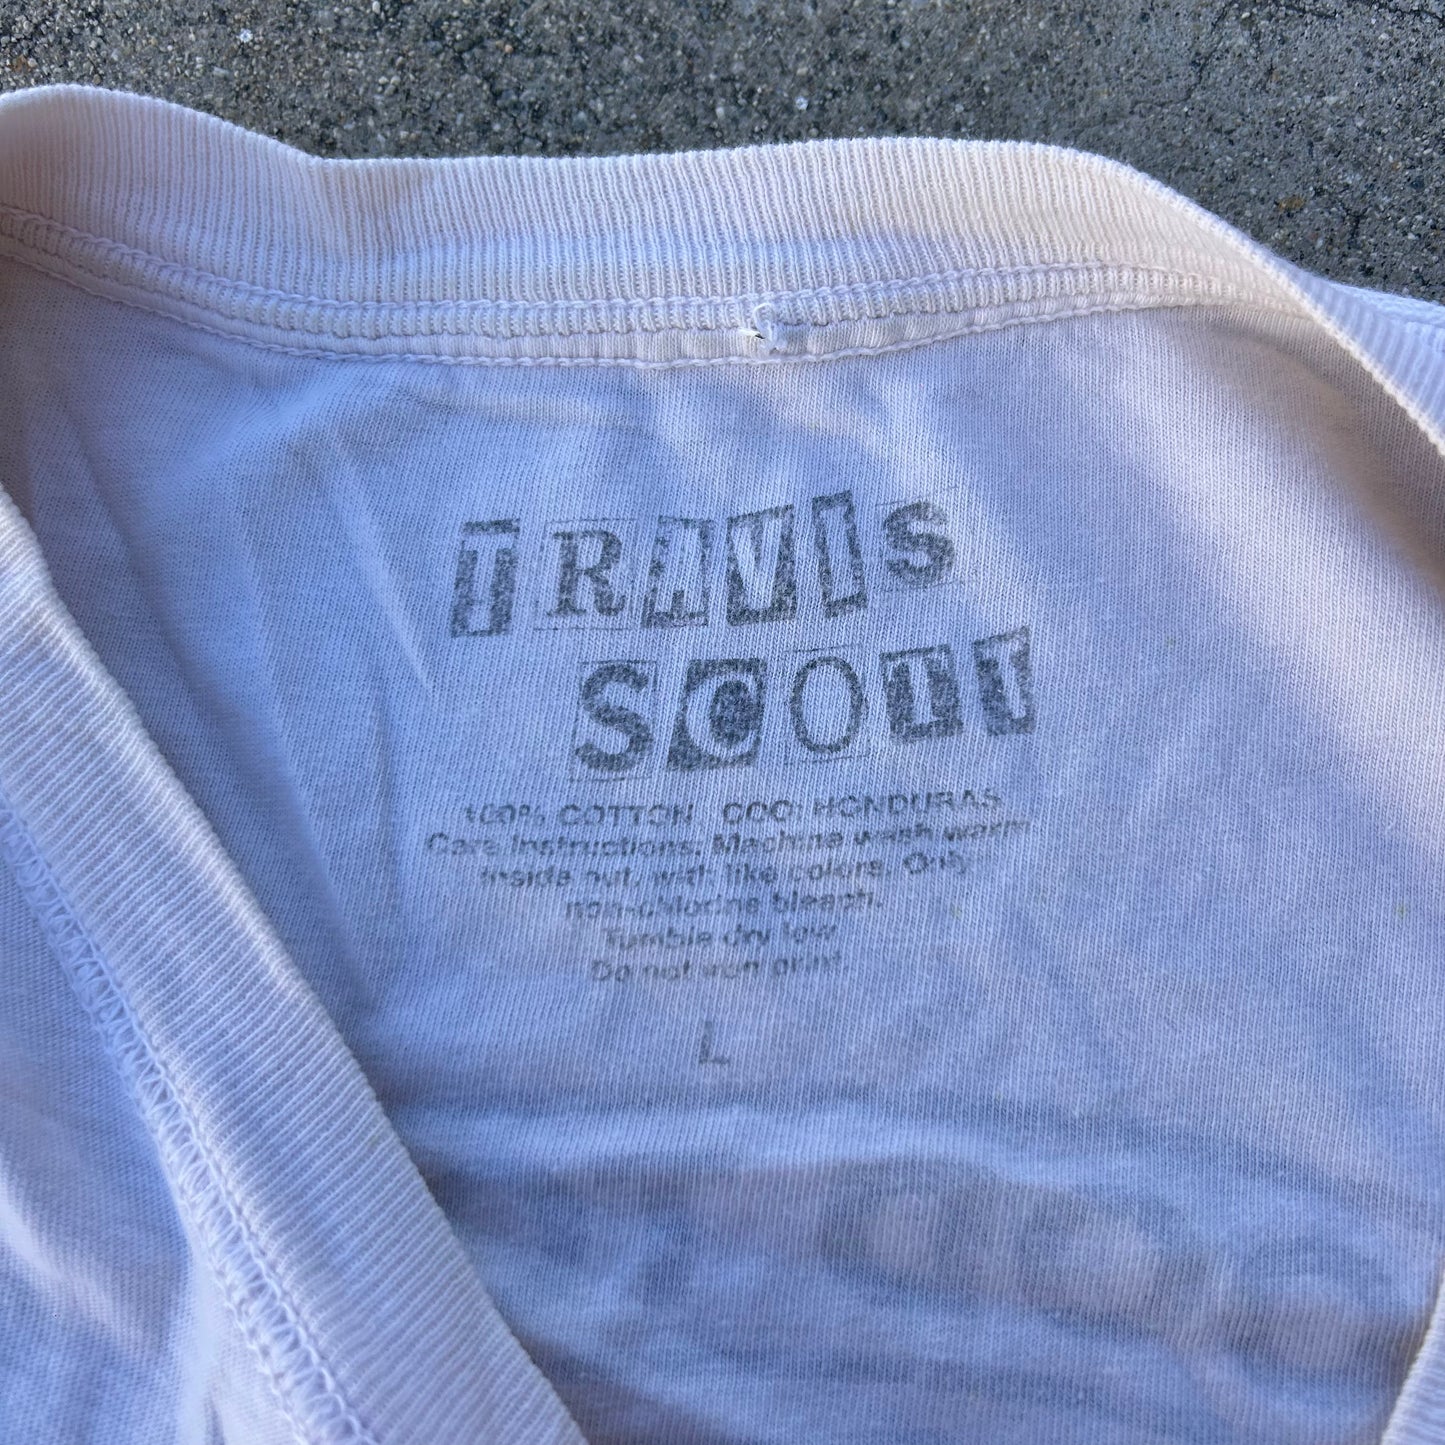 TRAVIS
SCOTT
100% COTTON COO: HONDURAS
Care Instructions: Machine wash warm
inside out, with like colors. Only
non-chlorine bleach.
Tumble dry low
Do not iron print.
L